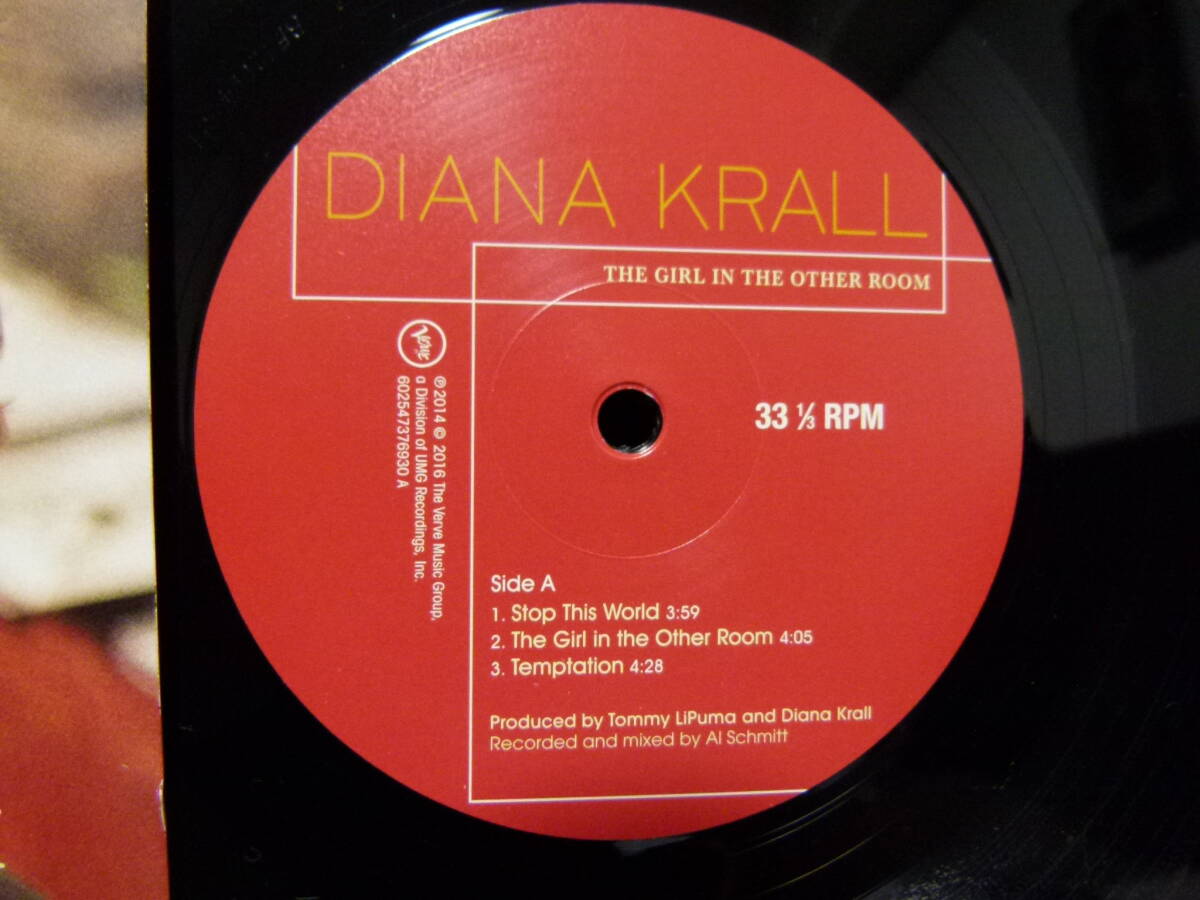 DIANA KRALL
THE GIRL IN THE OTHER ROOM
Verve
℗ 2014 © 2016 The Verve Music Group,
a Division of UMG Recordings, Inc.
602547376930 A
33 ⅓ RPM
Side A
1. Stop This World 3:59
2. The Girl in the Other Room 4:05
3. Temptation 4:28
Produced by Tommy LiPuma and Diana Krall
Recorded and mixed by Al Schmitt